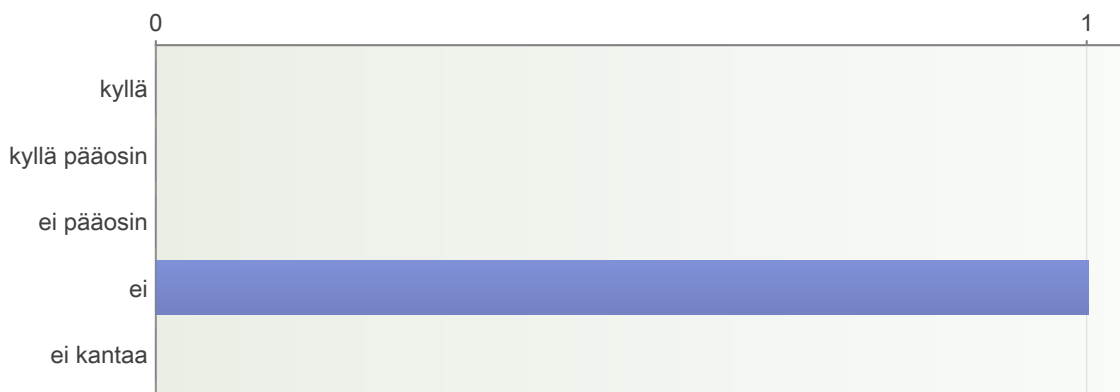 0 1
kyllä
kyllä pääosin
ei pääosin
ei
ei kantaa